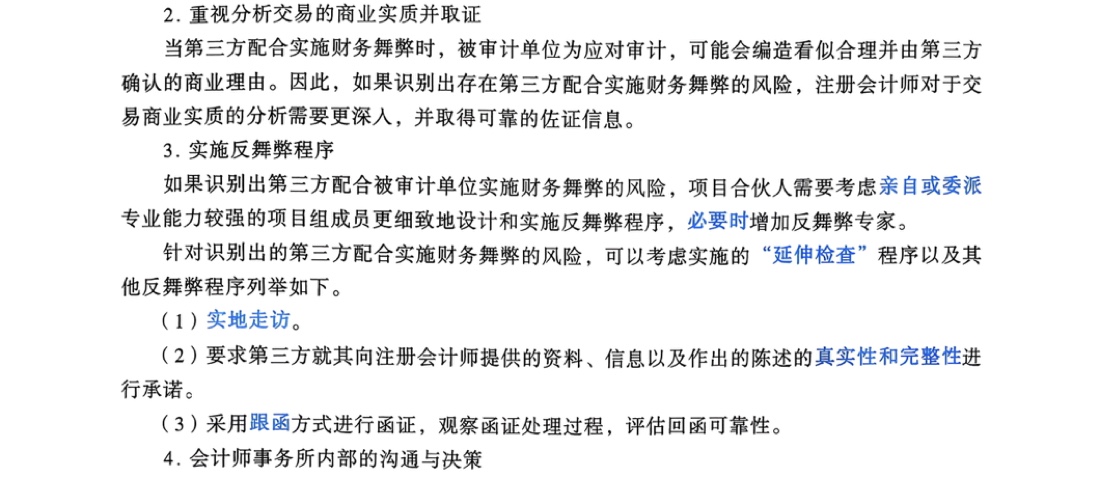 2. 重视分析交易的商业实质并取证
当第三方配合实施财务舞弊时，被审计单位为应对审计，可能会编造看似合理并由第三方
确认的商业理由。因此，如果识别出存在第三方配合实施财务舞弊的风险，注册会计师对于交
易商业实质的分析需要更深入，并取得可靠的佐证信息。
3. 实施反舞弊程序
如果识别出第三方配合被审计单位实施财务舞弊的风险，项目合伙人需要考虑亲自或委派
专业能力较强的项目组成员更细致地设计和实施反舞弊程序，必要时增加反舞弊专家。
针对识别出的第三方配合实施财务舞弊的风险，可以考虑实施的“延伸检查”程序以及其
他反舞弊程序列举如下。
（1）实地走访。
（2）要求第三方就其向注册会计师提供的资料、信息以及作出的陈述的真实性和完整性进
行承诺。
（3）采用跟函方式进行函证，观察函证处理过程，评估回函可靠性。
4. 会计师事务所内部的沟通与决策